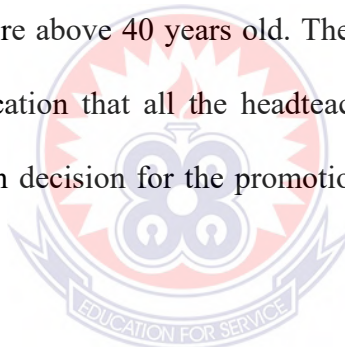 re above 40 years old. The
cation that all the headteac
n decision for the promotio
EDUCATION FOR SERVICE